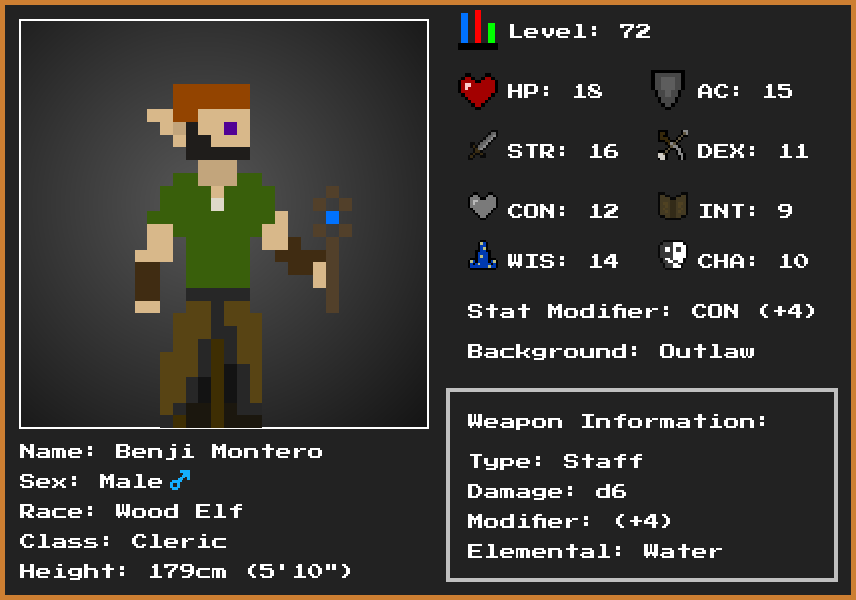 Level: 72
HP: 18
AC: 15
STR: 16
DEX: 11
CON: 12
INT: 9
WIS: 14
CHA: 10
Stat Modifier: CON (+4)
Background: Outlaw
Weapon Information:
Type: Staff
Damage: d6
Modifier: (+4)
Elemental: Water
Name: Benji Montero
Sex: Male ♂
Race: Wood Elf
Class: Cleric
Height: 179cm (5'10")